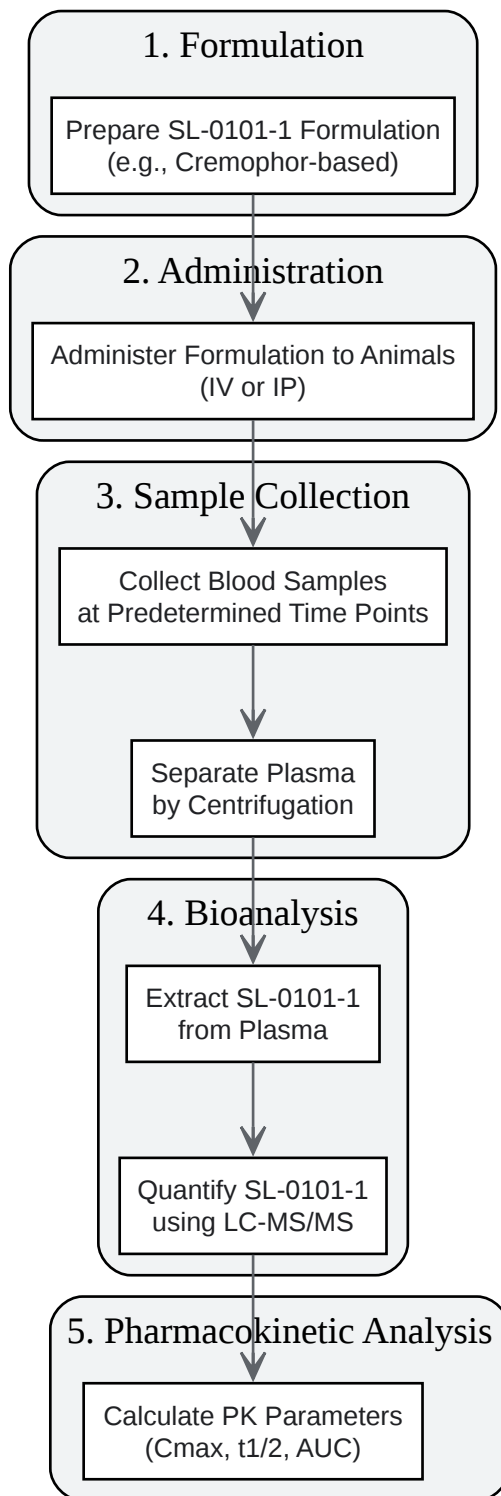 1. Formulation
Prepare SL-0101-1 Formulation
(e.g., Cremophor-based)
2. Administration
Administer Formulation to Animals
(IV or IP)
3. Sample Collection
Collect Blood Samples
at Predetermined Time Points
Separate Plasma
by Centrifugation
4. Bioanalysis
Extract SL-0101-1
from Plasma
Quantify SL-0101-1
using LC-MS/MS
5. Pharmacokinetic Analysis
Calculate PK Parameters
(Cmax, t1/2, AUC)